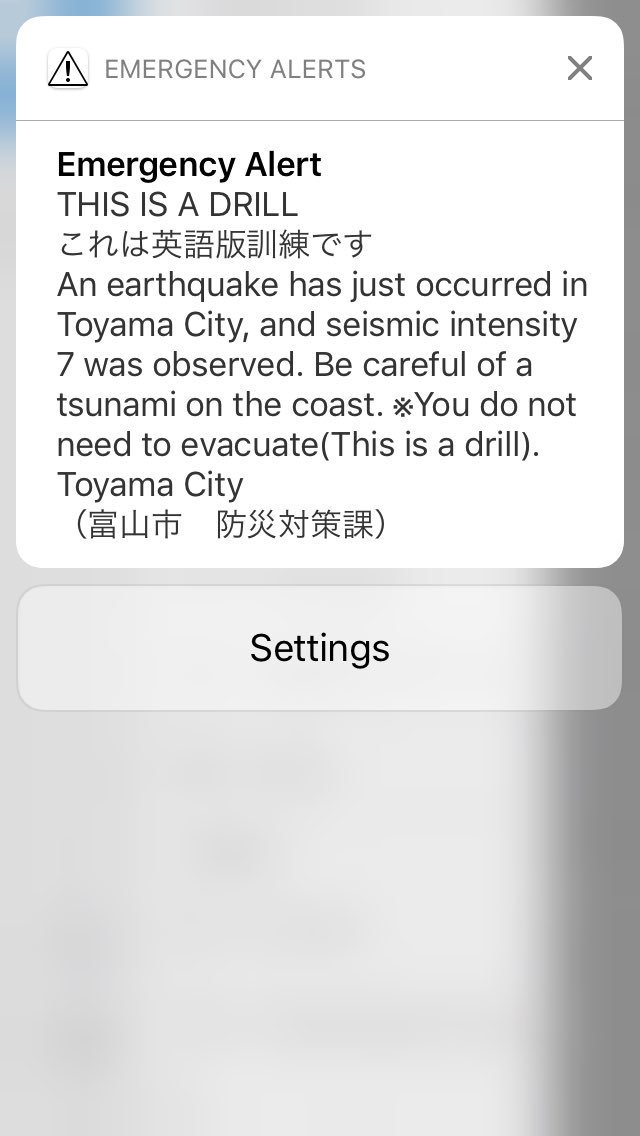 EMERGENCY ALERTS
Emergency Alert
THIS IS A DRILL
これは英語版訓練です
An earthquake has just occurred in
Toyama City, and seismic intensity
7 was observed. Be careful of a
tsunami on the coast. ※You do not
need to evacuate(This is a drill).
Toyama City
（富山市　防災対策課）
Settings